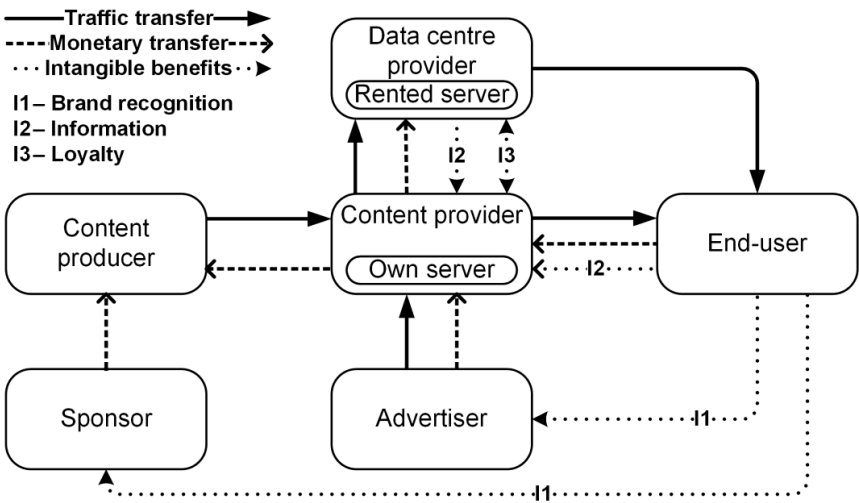 Traffic transfer
Monetary transfer
Intangible benefits
I1– Brand recognition
I2– Information
I3– Loyalty
Data centre
provider
Rented server
I2
I3
Content
producer
Content provider
Own server
End-user
I2
Sponsor
Advertiser
I1
I1